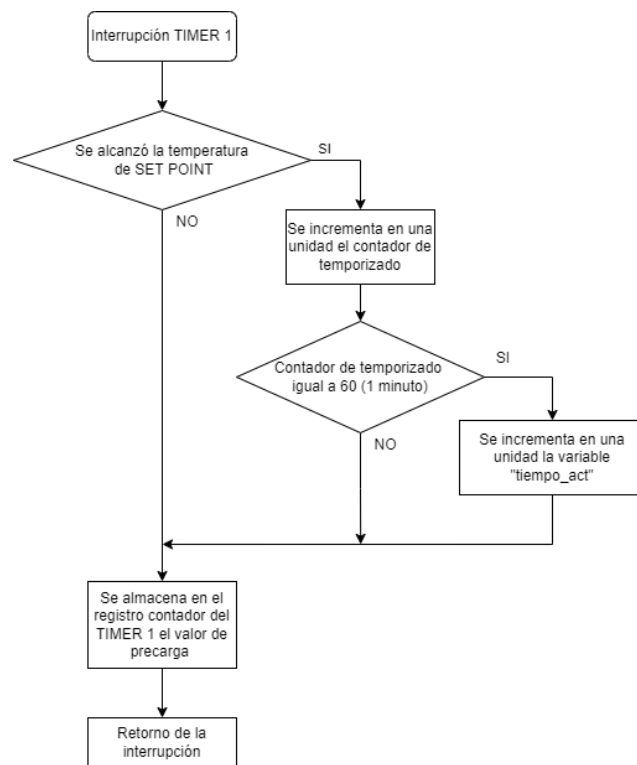 Interrupción TIMER 1
Se alcanzó la temperatura
de SET POINT
SI
NO
Se incrementa en una
unidad el contador de
temporizado
Contador de temporizado
igual a 60 (1 minuto)
SI
NO
Se incrementa en una
unidad la variable
"tiempo_act"
Se almacena en el
registro contador del
TIMER 1 el valor de
precarga
Retorno de la
interrupción